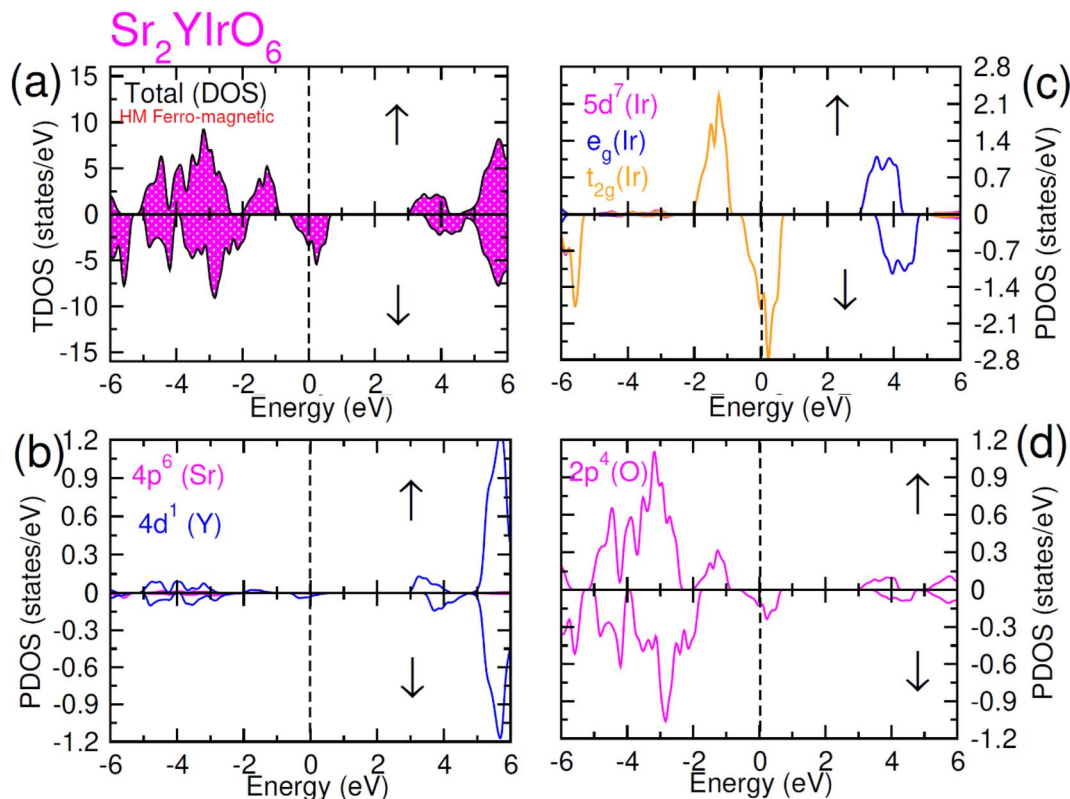 Sr2YIrO6
(a)
Total (DOS)
HM Ferro-magnetic
↑
↓
TDOS (states/eV)
15
10
5
0
-5
-10
-15
-6 -4 -2 0 2 4 6
Energy (eV)
(c)
5d7(Ir)
eg(Ir)
t2g(Ir)
↑
↓
PDOS (states/eV)
2.8
2.1
1.4
0.7
0
-0.7
-1.4
-2.1
-2.8
-6 -4 -2 0 2 4 6
Energy (eV)
(b)
4p6 (Sr)
4d1 (Y)
↑
↓
PDOS (states/eV)
1.2
0.9
0.6
0.3
0
-0.3
-0.6
-0.9
-1.2
-6 -4 -2 0 2 4 6
Energy (eV)
(d)
2p4(O)
↑
↓
PDOS (states/eV)
1.2
0.9
0.6
0.3
0
-0.3
-0.6
-0.9
-1.2
-6 -4 -2 0 2 4 6
Energy (eV)